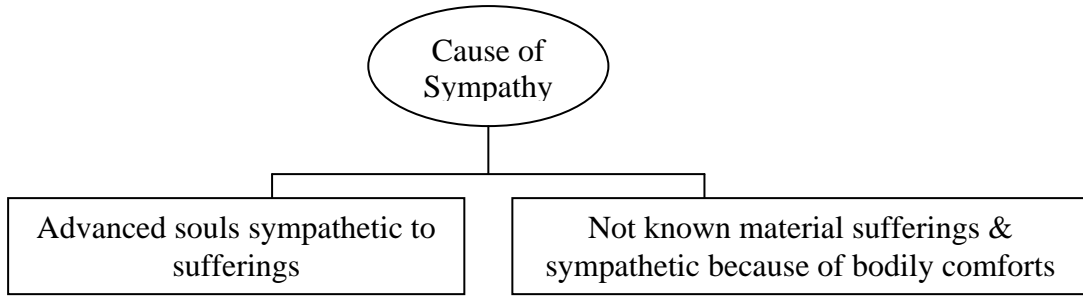 Cause of
Sympathy
Advanced souls sympathetic to
sufferings
Not known material sufferings &
sympathetic because of bodily comforts